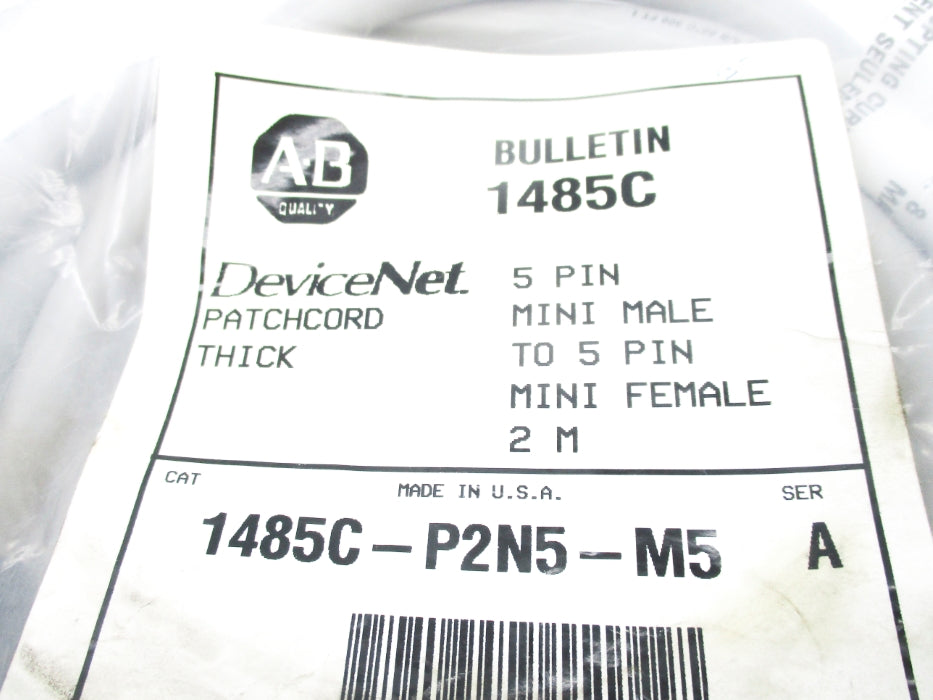 AB
QUALITY
BULLETIN
1485C
DeviceNet.
PATCHCORD
THICK
5 PIN
MINI MALE
TO 5 PIN
MINI FEMALE
2 M
CAT
MADE IN U.S.A.
SER
1485C-P2N5-M5
A